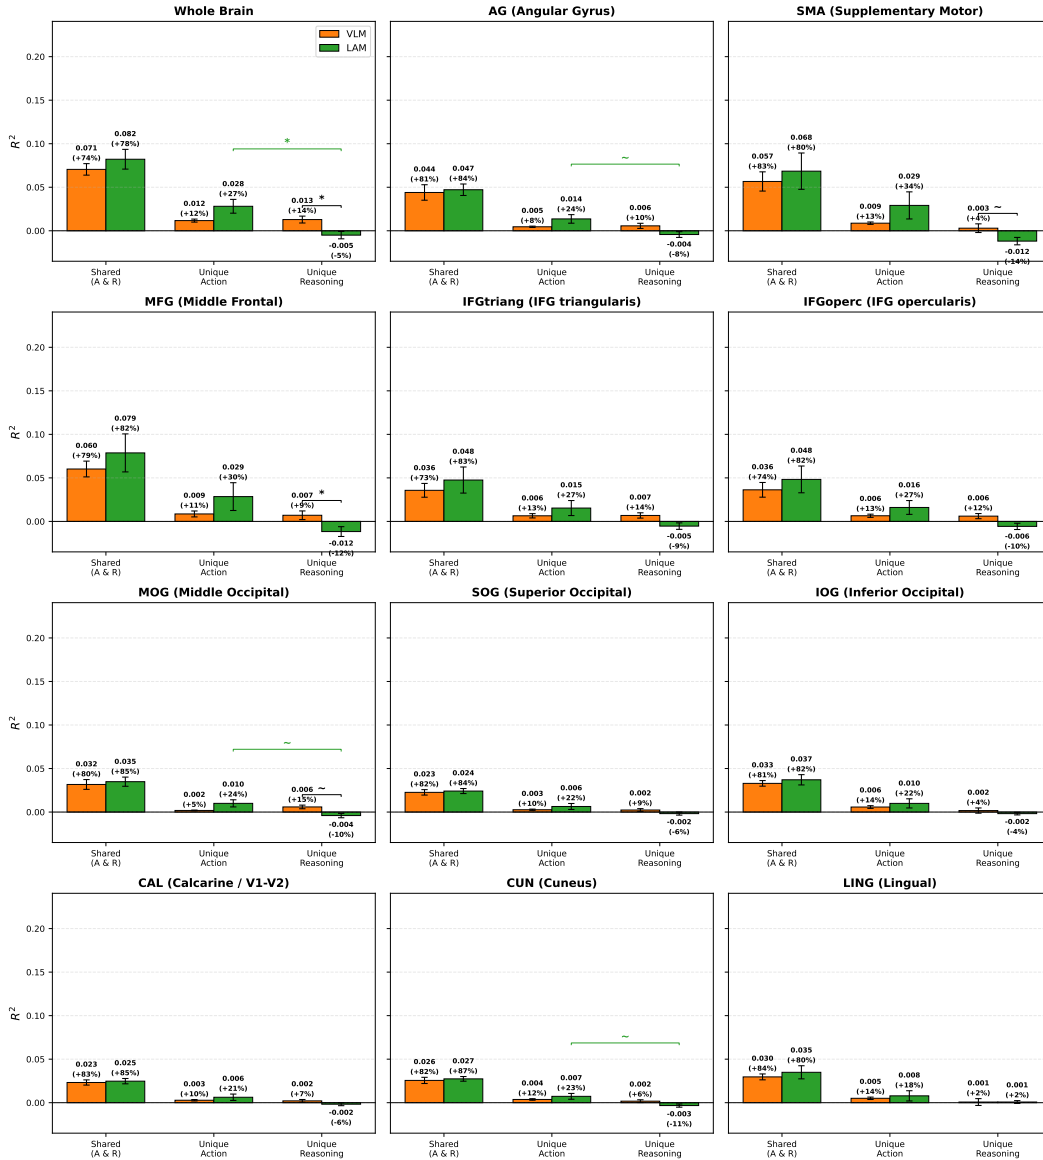 Whole Brain
VLM
LAM
R²
0.20
0.15
0.10
0.05
0.00
0.071
(+74%)
0.082
(+78%)
0.012
(+12%)
0.028
(+27%)
0.013
(+14%)
-0.005
(-5%)
*
*
Shared
(A & R)
Unique
Action
Unique
Reasoning
AG (Angular Gyrus)
0.044
(+81%)
0.047
(+84%)
0.005
(+8%)
0.014
(+24%)
0.006
(+10%)
-0.004
(-8%)
~
Shared
(A & R)
Unique
Action
Unique
Reasoning
SMA (Supplementary Motor)
0.057
(+83%)
0.068
(+80%)
0.009
(+13%)
0.029
(+34%)
0.003
(+4%)
-0.012
(-14%)
~
Shared
(A & R)
Unique
Action
Unique
Reasoning
MFG (Middle Frontal)
R²
0.20
0.15
0.10
0.05
0.00
0.060
(+79%)
0.079
(+82%)
0.009
(+11%)
0.029
(+30%)
0.007
(+9%)
-0.012
(-12%)
*
Shared
(A & R)
Unique
Action
Unique
Reasoning
IFGtriang (IFG triangularis)
0.036
(+73%)
0.048
(+83%)
0.006
(+13%)
0.015
(+27%)
0.007
(+14%)
-0.005
(-9%)
Shared
(A & R)
Unique
Action
Unique
Reasoning
IFGoperc (IFG opercularis)
0.036
(+74%)
0.048
(+82%)
0.006
(+13%)
0.016
(+27%)
0.006
(+12%)
-0.006
(-10%)
Shared
(A & R)
Unique
Action
Unique
Reasoning
MOG (Middle Occipital)
R²
0.20
0.15
0.10
0.05
0.00
0.032
(+80%)
0.035
(+85%)
0.002
(+5%)
0.010
(+24%)
0.006
(+15%)
-0.004
(-10%)
~
~
Shared
(A & R)
Unique
Action
Unique
Reasoning
SOG (Superior Occipital)
0.023
(+82%)
0.024
(+84%)
0.003
(+10%)
0.006
(+22%)
0.002
(+9%)
-0.002
(-6%)
Shared
(A & R)
Unique
Action
Unique
Reasoning
IOG (Inferior Occipital)
0.033
(+81%)
0.037
(+82%)
0.006
(+14%)
0.010
(+22%)
0.002
(+4%)
-0.002
(-4%)
Shared
(A & R)
Unique
Action
Unique
Reasoning
CAL (Calcarine / V1-V2)
R²
0.20
0.15
0.10
0.05
0.00
0.023
(+83%)
0.025
(+85%)
0.003
(+10%)
0.006
(+21%)
0.002
(+7%)
-0.002
(-6%)
Shared
(A & R)
Unique
Action
Unique
Reasoning
CUN (Cuneus)
0.026
(+82%)
0.027
(+87%)
0.004
(+12%)
0.007
(+23%)
0.002
(+6%)
-0.003
(-11%)
~
Shared
(A & R)
Unique
Action
Unique
Reasoning
LING (Lingual)
0.030
(+84%)
0.035
(+80%)
0.005
(+14%)
0.008
(+18%)
0.001
(+2%)
0.001
(+2%)
Shared
(A & R)
Unique
Action
Unique
Reasoning